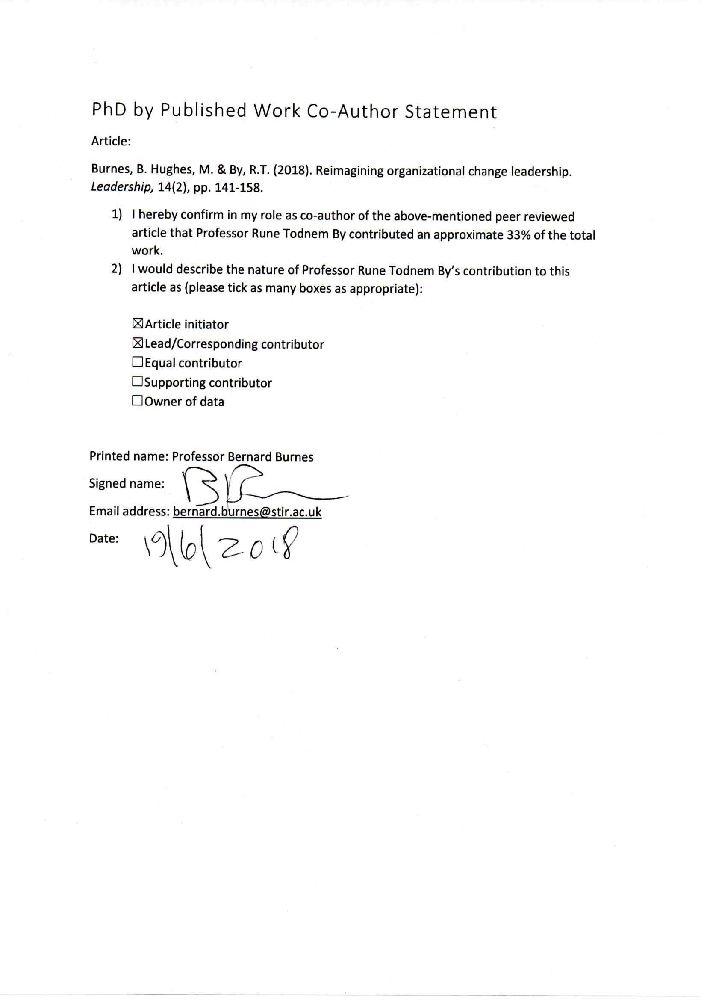 PhD by Published Work Co-Author Statement
Article:
Burnes, B. Hughes, M. & By, R.T. (2018). Reimagining organizational change leadership.
Leadership, 14(2), pp. 141-158.
1) I hereby confirm in my role as co-author of the above-mentioned peer reviewed
article that Professor Rune Todnem By contributed an approximate 33% of the total
work.
2) I would describe the nature of Professor Rune Todnem By's contribution to this
article as (please tick as many boxes as appropriate):
☒Article initiator
☒Lead/Corresponding contributor
☐Equal contributor
☐Supporting contributor
☐Owner of data
Printed name: Professor Bernard Burnes
Signed name:
Email address: bernard.burnes@stir.ac.uk
Date: 19/6/2018